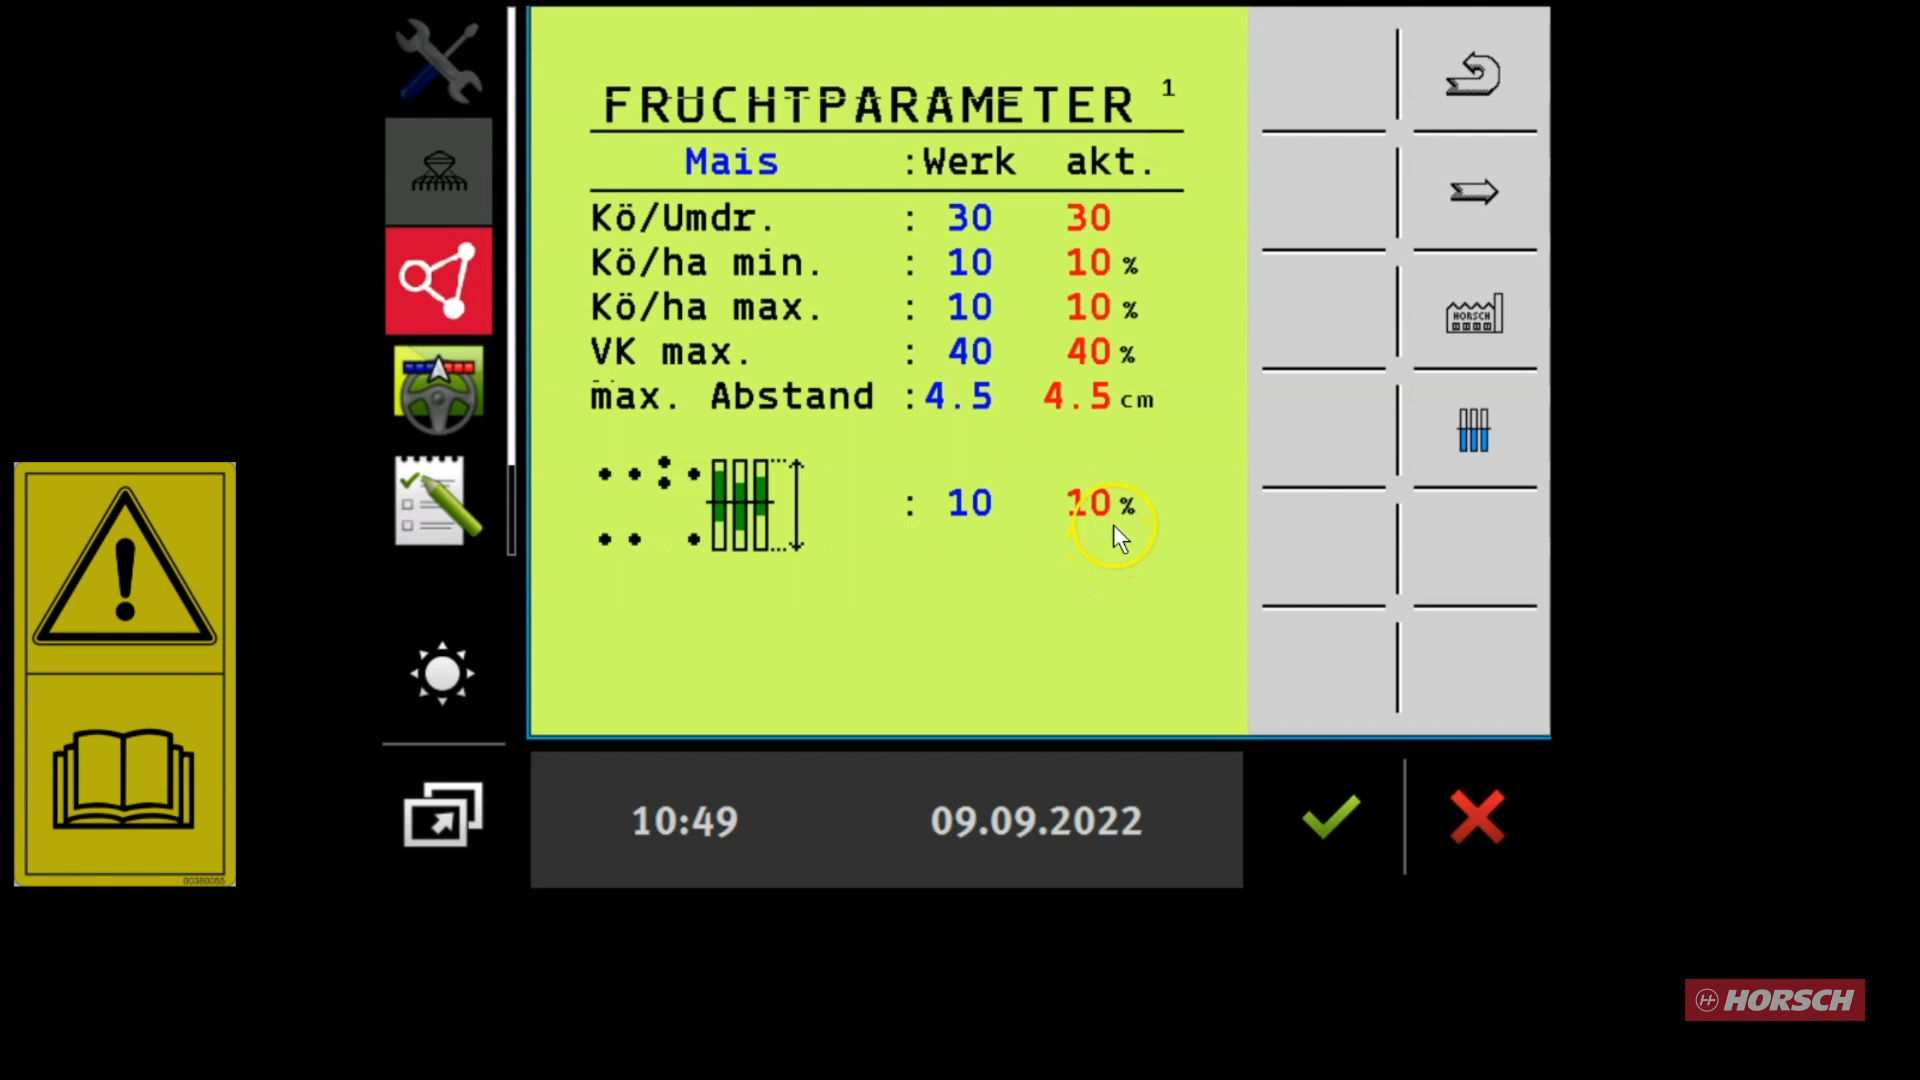 FRUCHTPARAMETER 1
Mais :Werk akt.
Kö/Umdr. : 30 30
Kö/ha min. : 10 10 %
Kö/ha max. : 10 10 %
VK max. : 40 40 %
max. Abstand :4.5 4.5 cm
: 10 10 %
HORSCH
10:49 09.09.2022
00380055
HORSCH